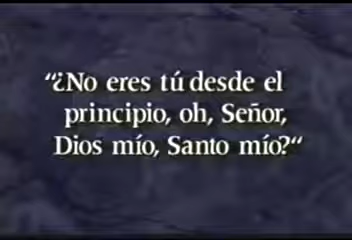 “¿No eres tú desde el
principio, oh, Señor,
Dios mío, Santo mío?“